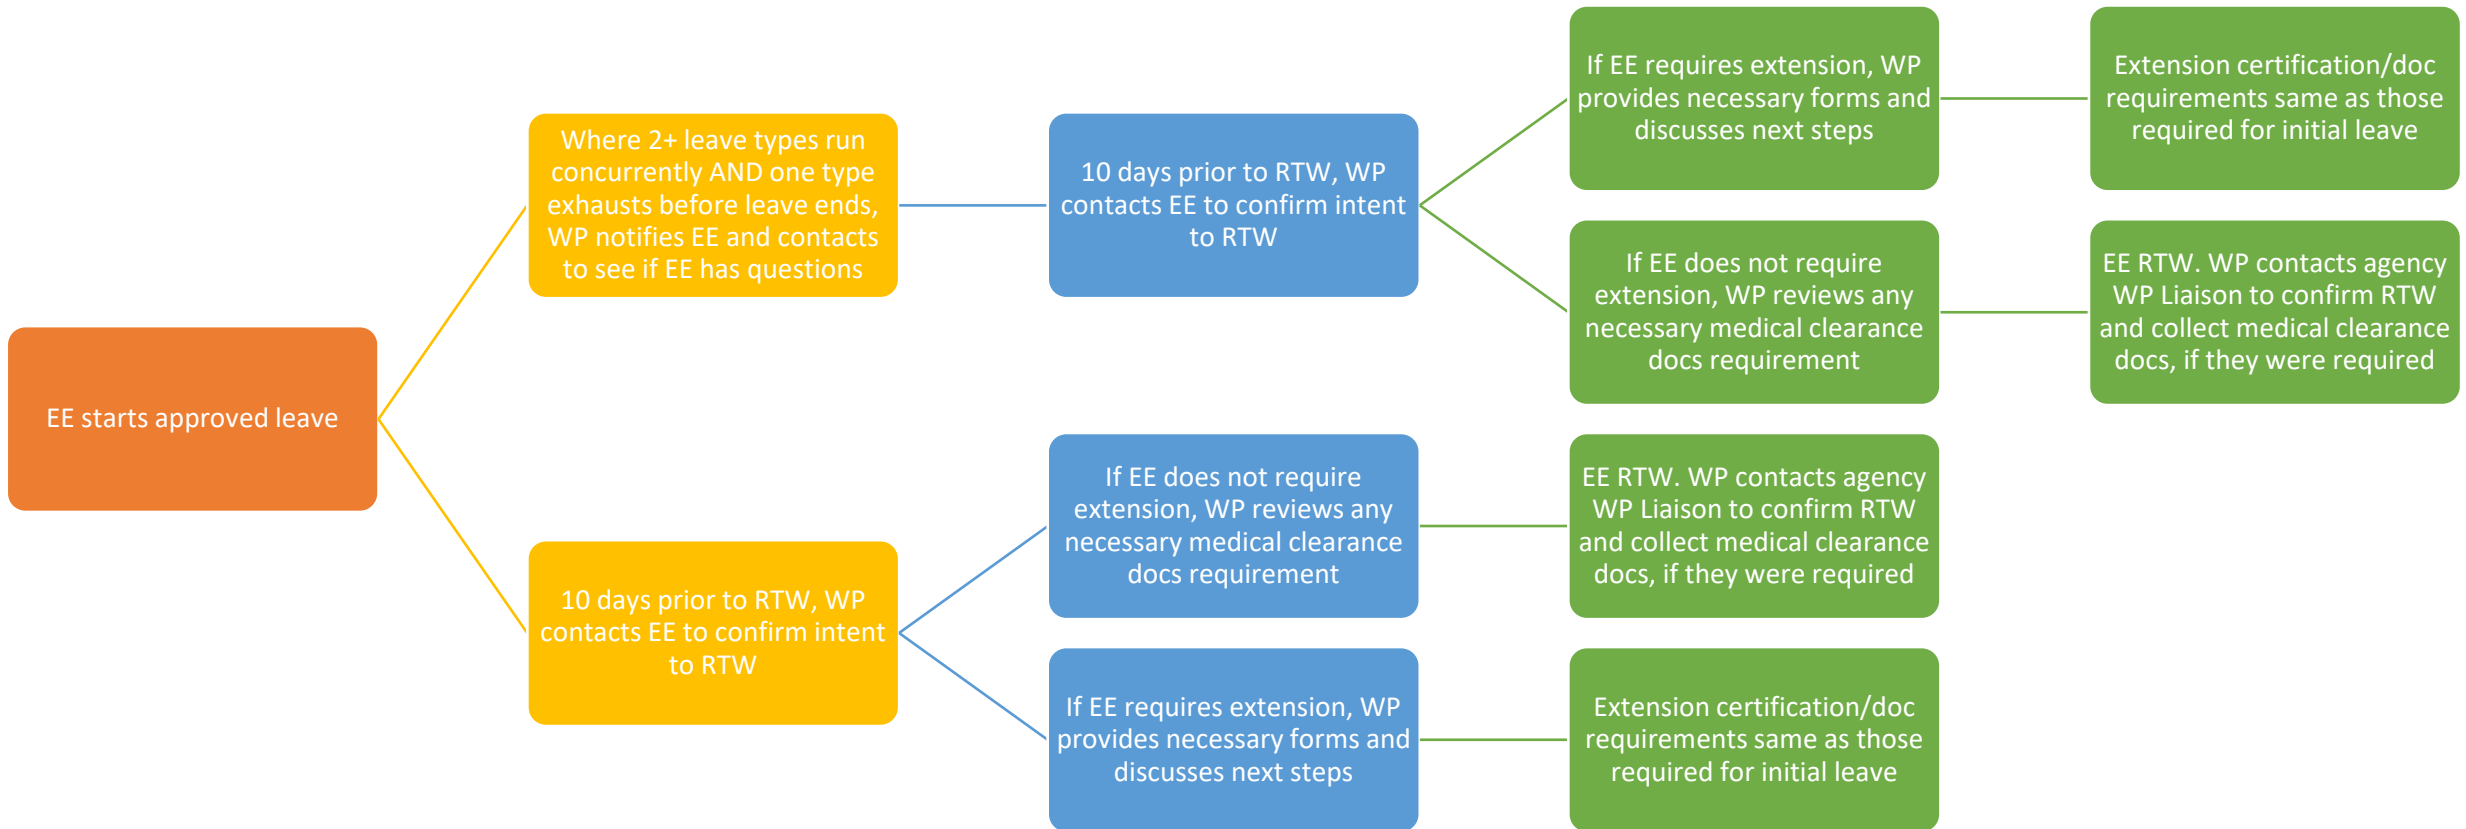 EE starts approved leave
Where 2+ leave types run
concurrently AND one type
exhausts before leave ends,
WP notifies EE and contacts
to see if EE has questions
10 days prior to RTW, WP
contacts EE to confirm intent
to RTW
If EE requires extension, WP
provides necessary forms and
discusses next steps
Extension certification/doc
requirements same as those
required for initial leave
If EE does not require
extension, WP reviews any
necessary medical clearance
docs requirement
EE RTW. WP contacts agency
WP Liaison to confirm RTW
and collect medical clearance
docs, if they were required
10 days prior to RTW, WP
contacts EE to confirm intent
to RTW
If EE does not require
extension, WP reviews any
necessary medical clearance
docs requirement
EE RTW. WP contacts agency
WP Liaison to confirm RTW
and collect medical clearance
docs, if they were required
If EE requires extension, WP
provides necessary forms and
discusses next steps
Extension certification/doc
requirements same as those
required for initial leave